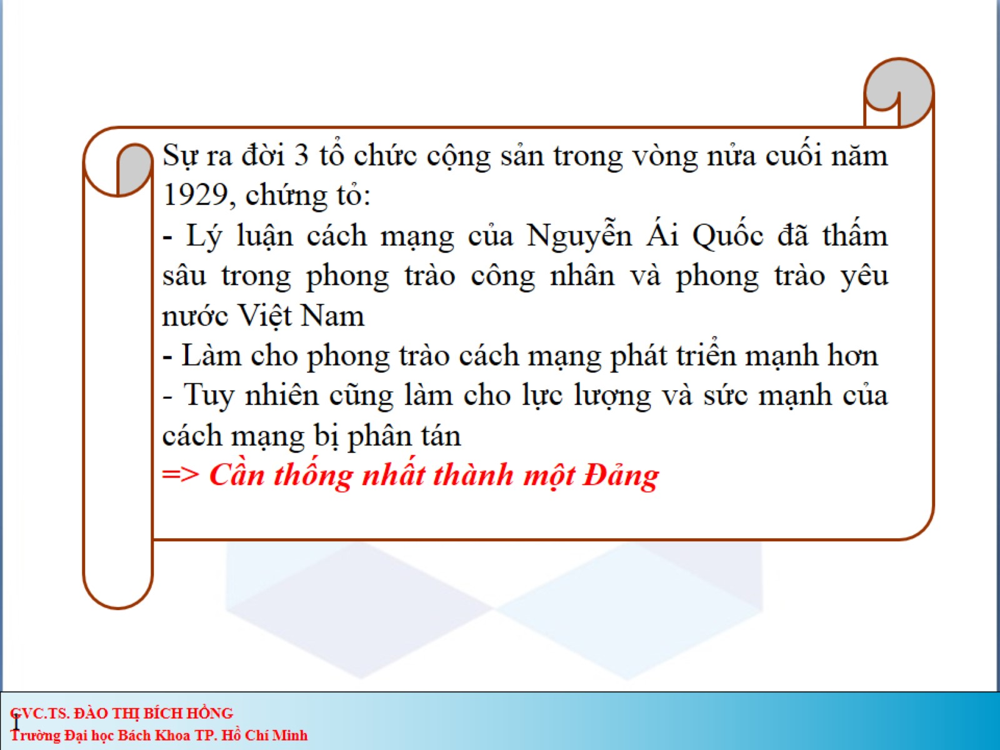 Sự ra đời 3 tổ chức cộng sản trong vòng nửa cuối năm
1929, chứng tỏ:
- Lý luận cách mạng của Nguyễn Ái Quốc đã thấm
sâu trong phong trào công nhân và phong trào yêu
nước Việt Nam
- Làm cho phong trào cách mạng phát triển mạnh hơn
- Tuy nhiên cũng làm cho lực lượng và sức mạnh của
cách mạng bị phân tán
=> Cần thống nhất thành một Đảng
GVC.TS. ĐÀO THỊ BÍCH HỒNG
1
Trường Đại học Bách Khoa TP. Hồ Chí Minh